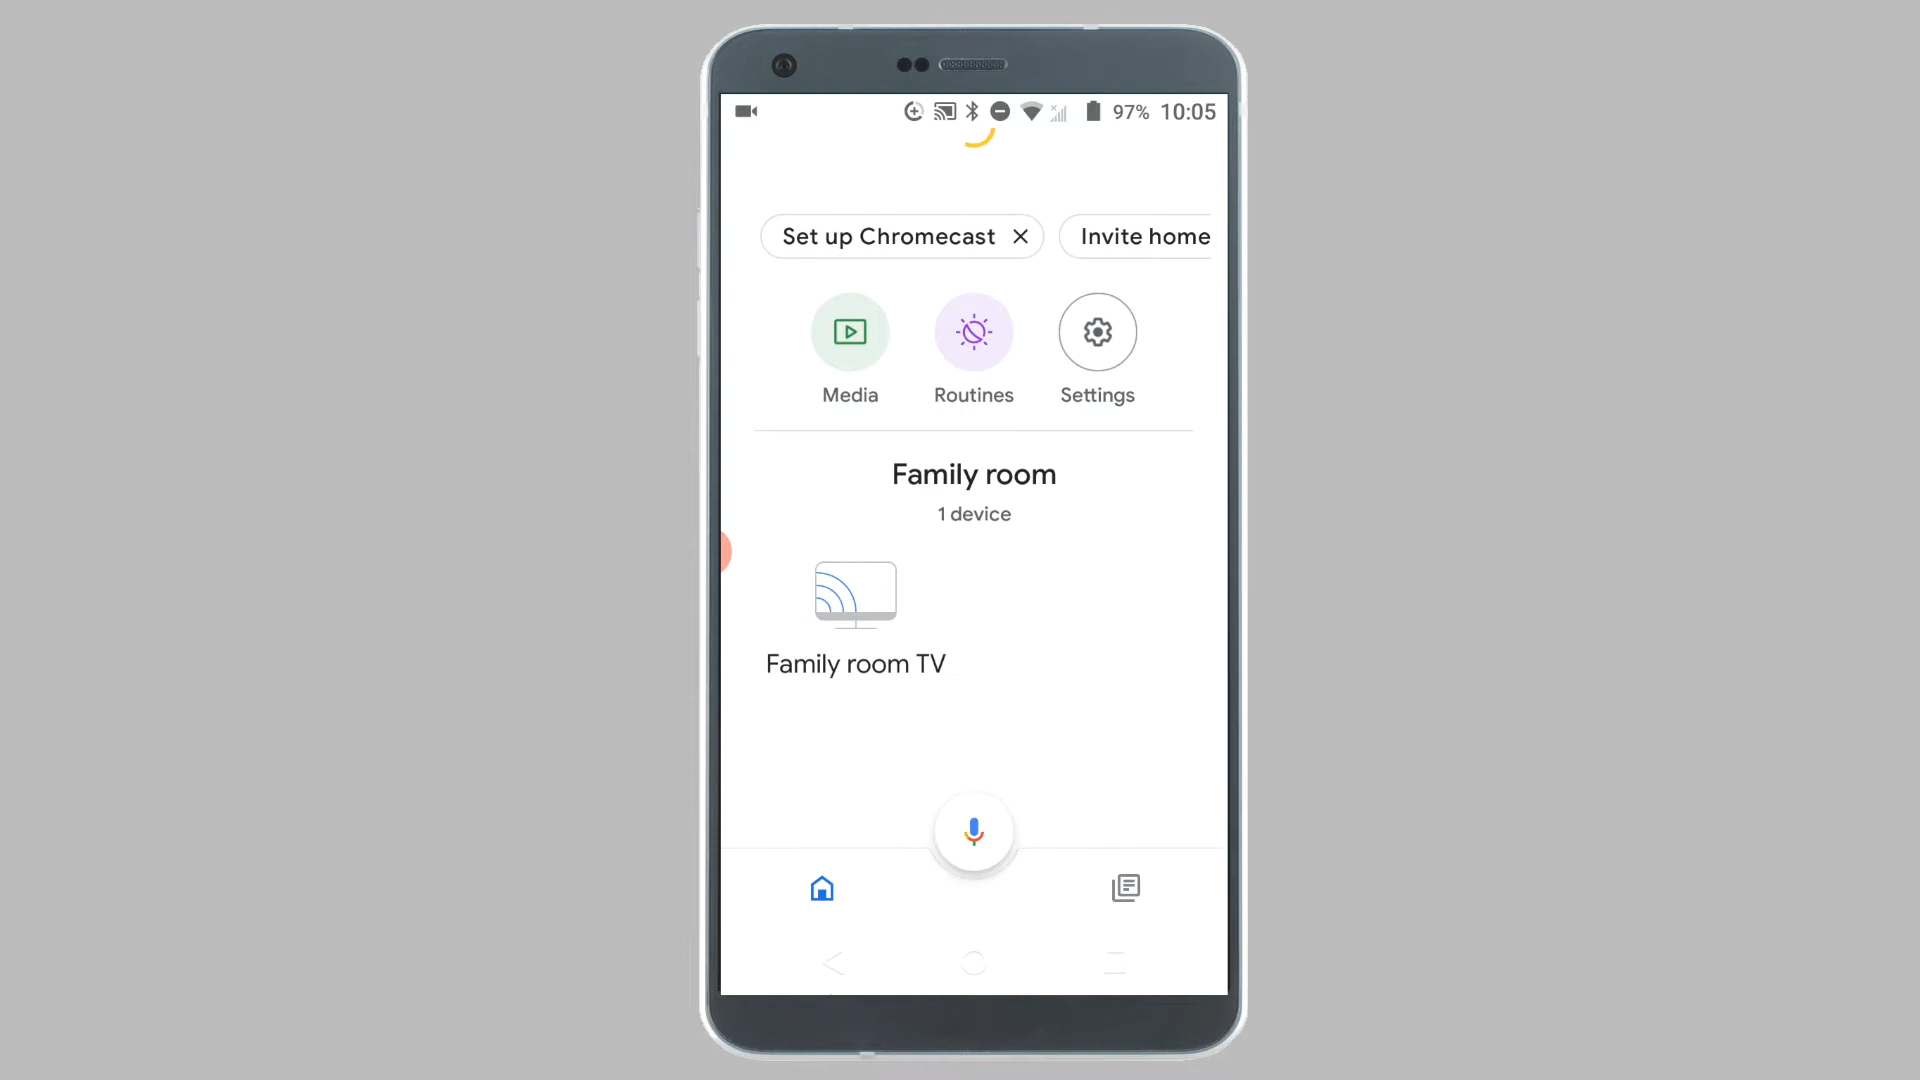 97% 10:05
Set up Chromecast
Invite home
Media
Routines
Settings
Family room
1 device
Family room TV